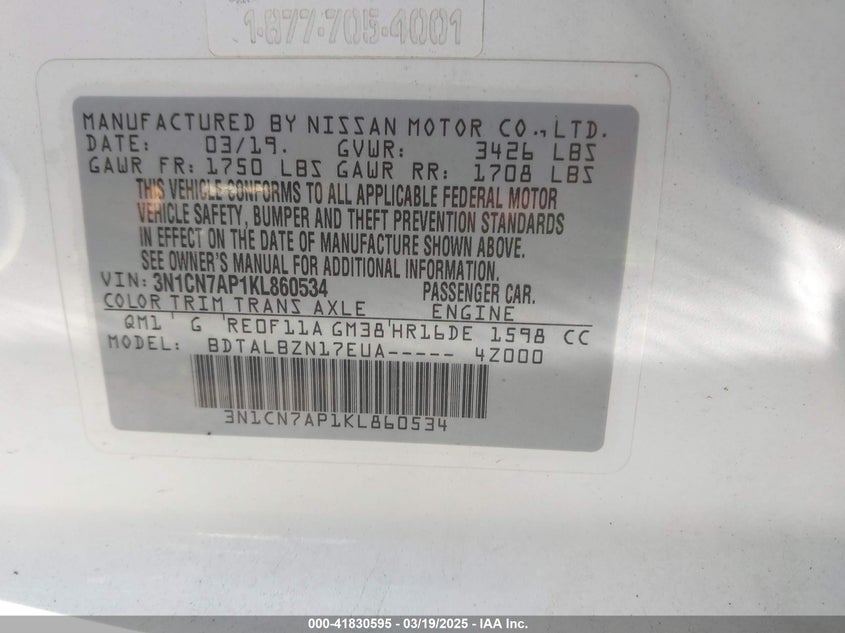 1-877-705-4001
MANUFACTURED BY NISSAN MOTOR CO., LTD.
DATE: 03/19. GVWR: 3426 LBS
GAWR FR: 1750 LBS GAWR RR: 1708 LBS
THIS VEHICLE CONFORMS TO ALL APPLICABLE FEDERAL MOTOR
VEHICLE SAFETY, BUMPER AND THEFT PREVENTION STANDARDS
IN EFFECT ON THE DATE OF MANUFACTURE SHOWN ABOVE.
SEE OWNER'S MANUAL FOR ADDITIONAL INFORMATION.
VIN: 3N1CN7AP1KL860534 PASSENGER CAR.
COLOR TRIM TRANS AXLE ENGINE
QM1 G RE0F11A GM38 HR16DE 1598 CC
MODEL: BDTALBZN17EUA----- 4Z000
3N1CN7AP1KL860534
000-41830595 - 03/19/2025 - IAA Inc.